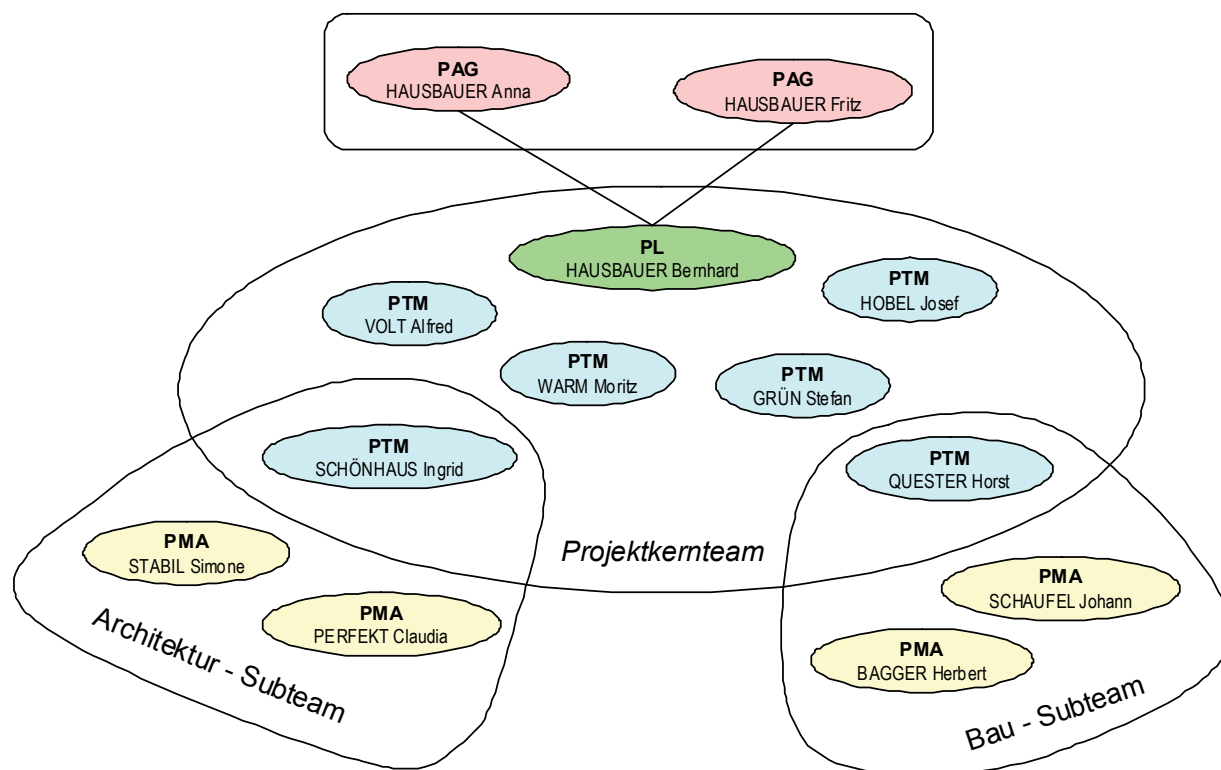 PAG
HAUSBAUER Anna
PAG
HAUSBAUER Fritz
PL
HAUSBAUER Bernhard
PTM
HOBEL Josef
PTM
VOLT Alfred
PTM
WARM Moritz
PTM
GRÜN Stefan
PTM
SCHÖNHAUS Ingrid
PTM
QUESTER Horst
Projektkernteam
PMA
STABIL Simone
PMA
PERFEKT Claudia
Architektur - Subteam
PMA
SCHAUFEL Johann
PMA
BAGGER Herbert
Bau - Subteam